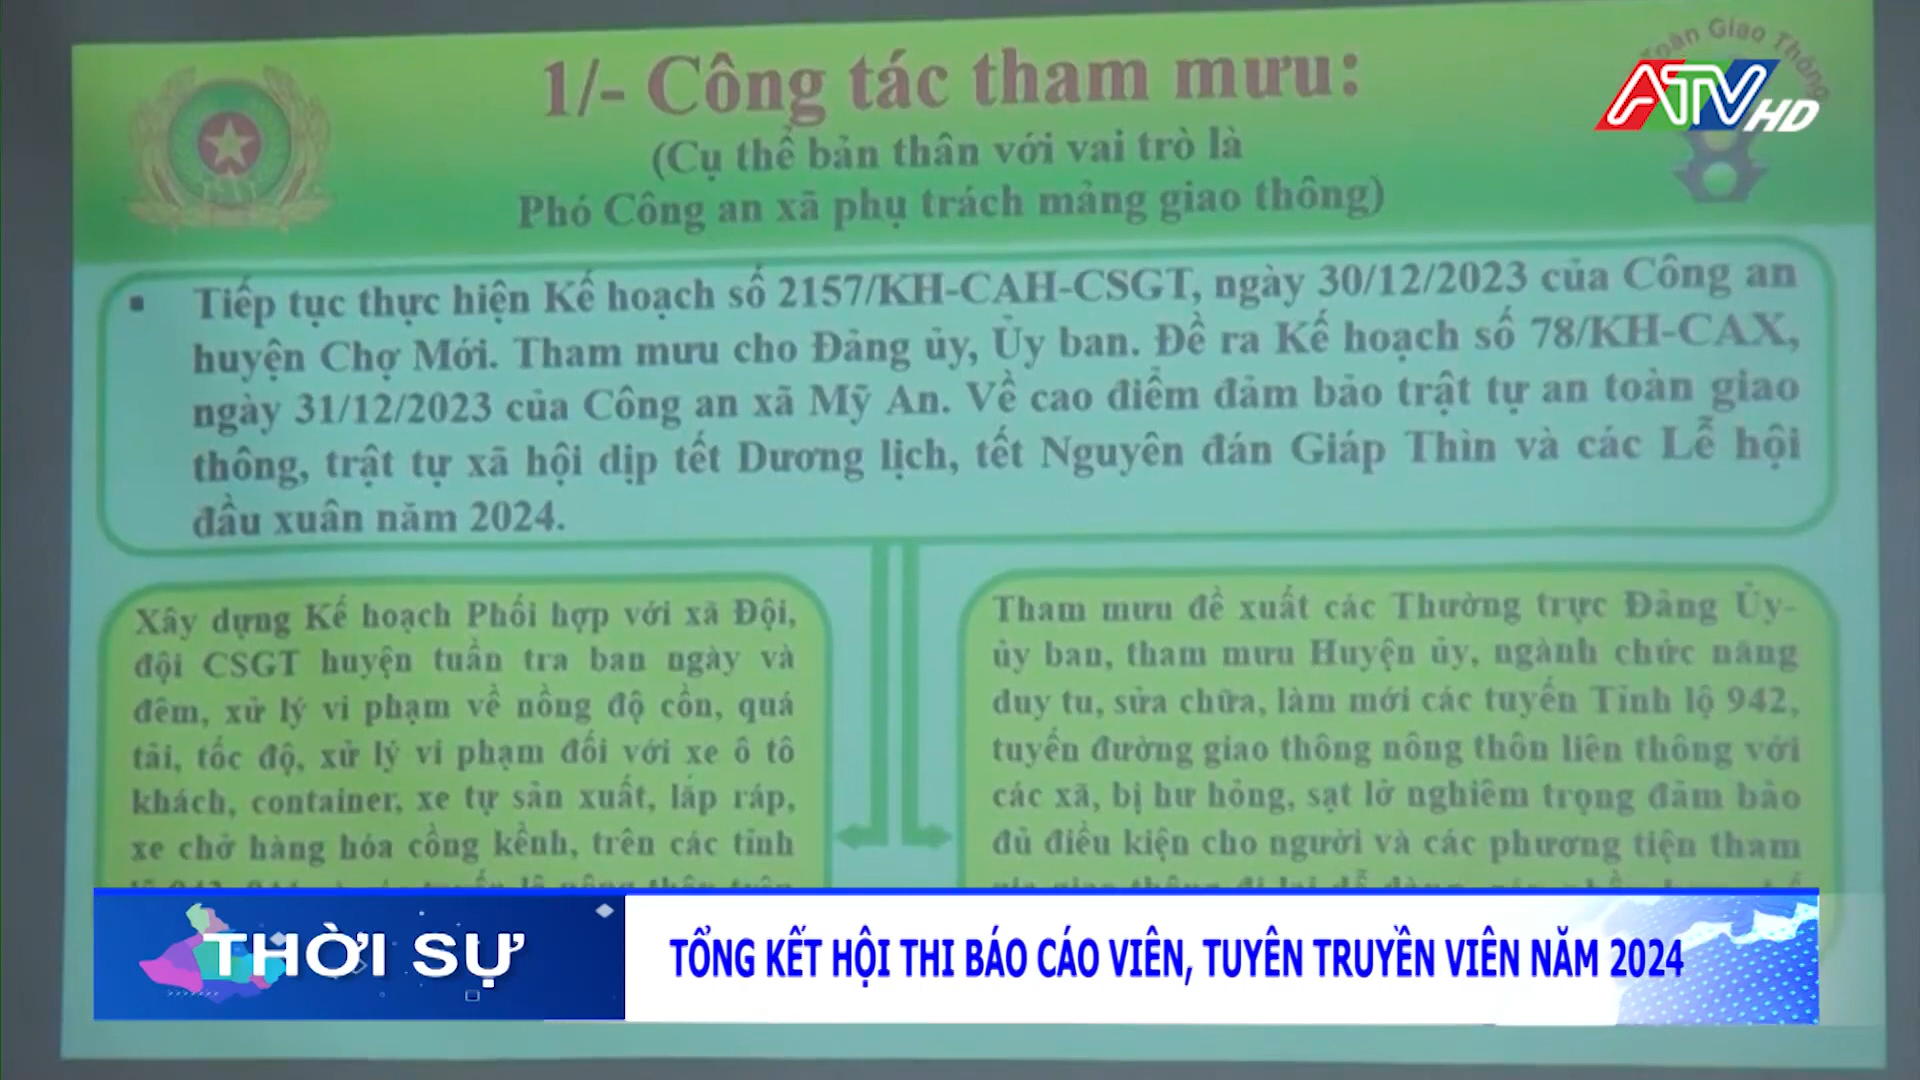 1/- Công tác tham mưu:
(Cụ thể bản thân với vai trò là
Phó Công an xã phụ trách mảng giao thông)
Toàn Giao Thông
ATV HD
▪ Tiếp tục thực hiện Kế hoạch số 2157/KH-CAH-CSGT, ngày 30/12/2023 của Công an
huyện Chợ Mới. Tham mưu cho Đảng ủy, Ủy ban. Đề ra Kế hoạch số 78/KH-CAX,
ngày 31/12/2023 của Công an xã Mỹ An. Về cao điểm đảm bảo trật tự an toàn giao
thông, trật tự xã hội dịp tết Dương lịch, tết Nguyên đán Giáp Thìn và các Lễ hội
đầu xuân năm 2024.
Xây dựng Kế hoạch Phối hợp với xã Đội,
đội CSGT huyện tuần tra ban ngày và
đêm, xử lý vi phạm về nồng độ cồn, quá
tải, tốc độ, xử lý vi phạm đối với xe ô tô
khách, container, xe tự sản xuất, lắp ráp,
xe chở hàng hóa cồng kềnh, trên các tỉnh
Tham mưu đề xuất các Thường trực Đảng Ủy-
ủy ban, tham mưu Huyện ủy, ngành chức năng
duy tu, sửa chữa, làm mới các tuyến Tỉnh lộ 942,
tuyến đường giao thông nông thôn liên thông với
các xã, bị hư hỏng, sạt lở nghiêm trọng đảm bảo
đủ điều kiện cho người và các phương tiện tham
THỜI SỰ
TỔNG KẾT HỘI THI BÁO CÁO VIÊN, TUYÊN TRUYỀN VIÊN NĂM 2024